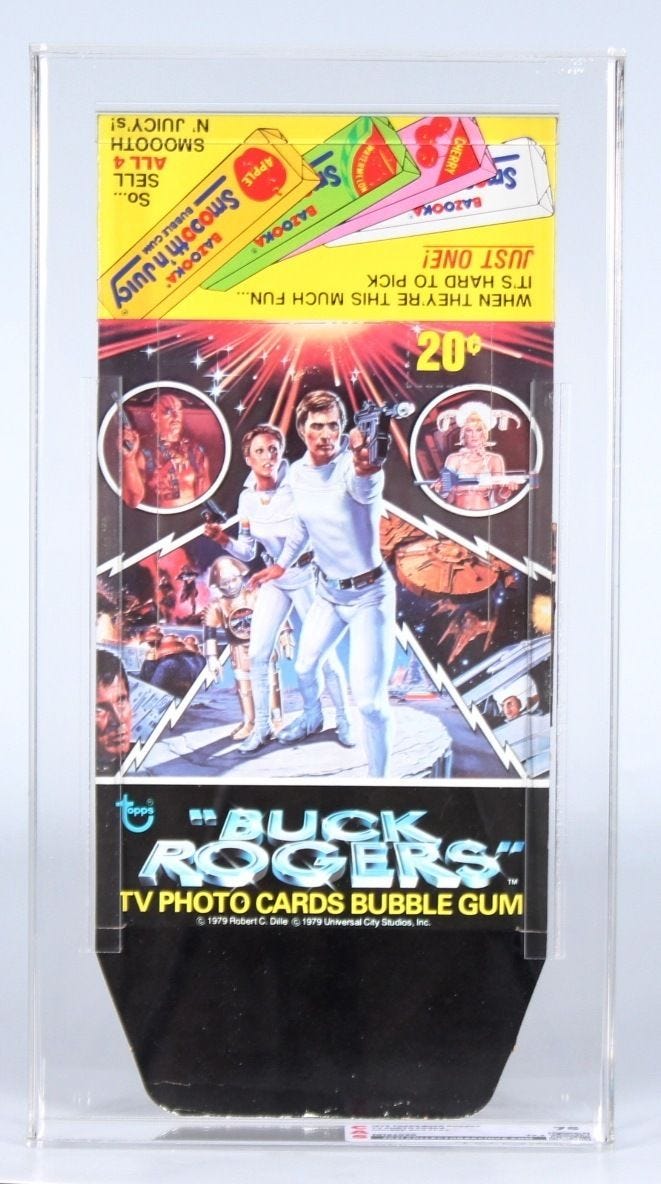 WHEN THEY'RE THIS MUCH FUN...
IT'S HARD TO PICK
JUST ONE!
So...
SELL
ALL 4
SMOOOTH
N' JUICY's!
BAZOOKA
Smooth 'n Juicy
BUBBLE GUM
APPLE
BAZOOKA
WATERMELON
BAZOOKA
CHERRY
BAZOOKA
20¢
topps®
"BUCK
ROGERS"
TM
TV PHOTO CARDS BUBBLE GUM
© 1979 Robert C. Dille © 1979 Universal City Studios, Inc.
75